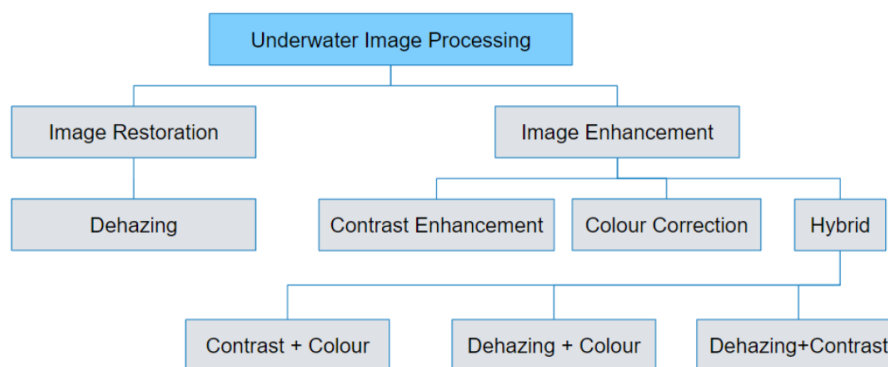 Underwater Image Processing
Image Restoration
Image Enhancement
Dehazing
Contrast Enhancement
Colour Correction
Hybrid
Contrast + Colour
Dehazing + Colour
Dehazing+Contrast